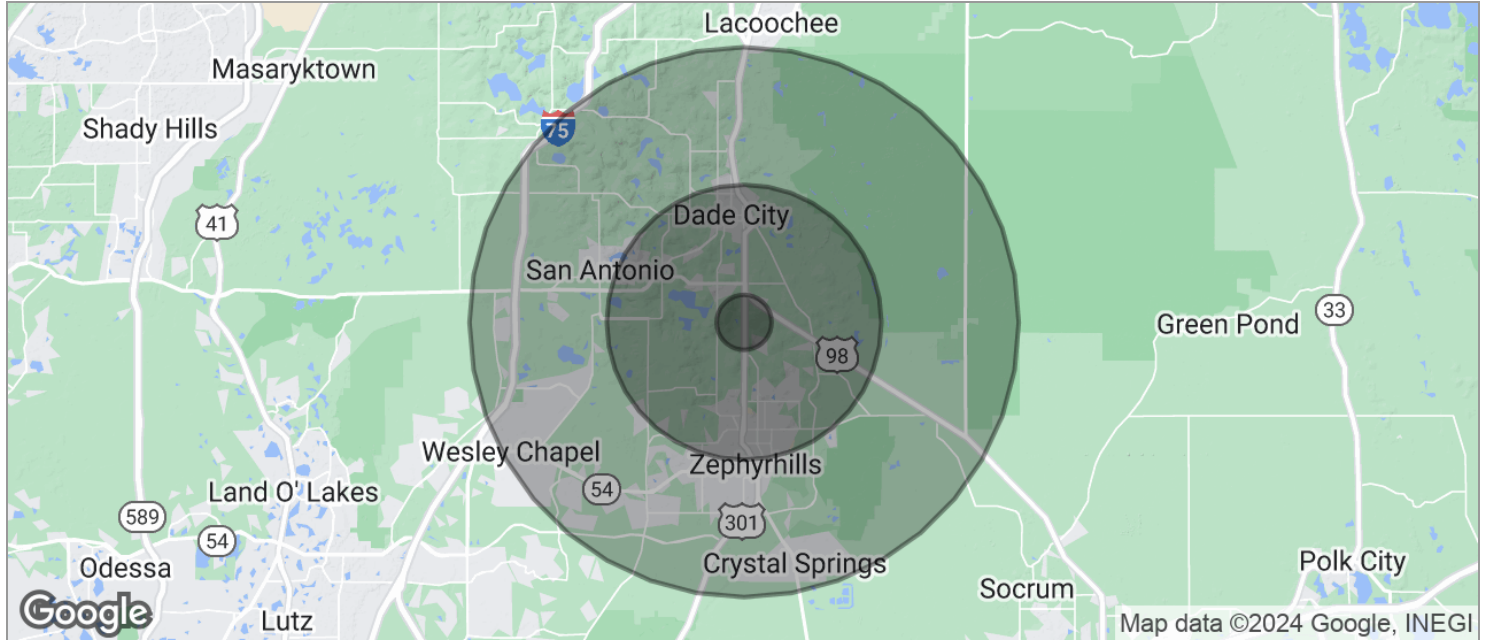 Lacoochee
Masaryktown
75
Shady Hills
Dade City
41
San Antonio
33
Green Pond
98
Wesley Chapel
Zephyrhills
54
Land O' Lakes
589
301
54
Crystal Springs
Odessa
Polk City
Socrum
Google
Lutz
Map data ©2024 Google, INEGI